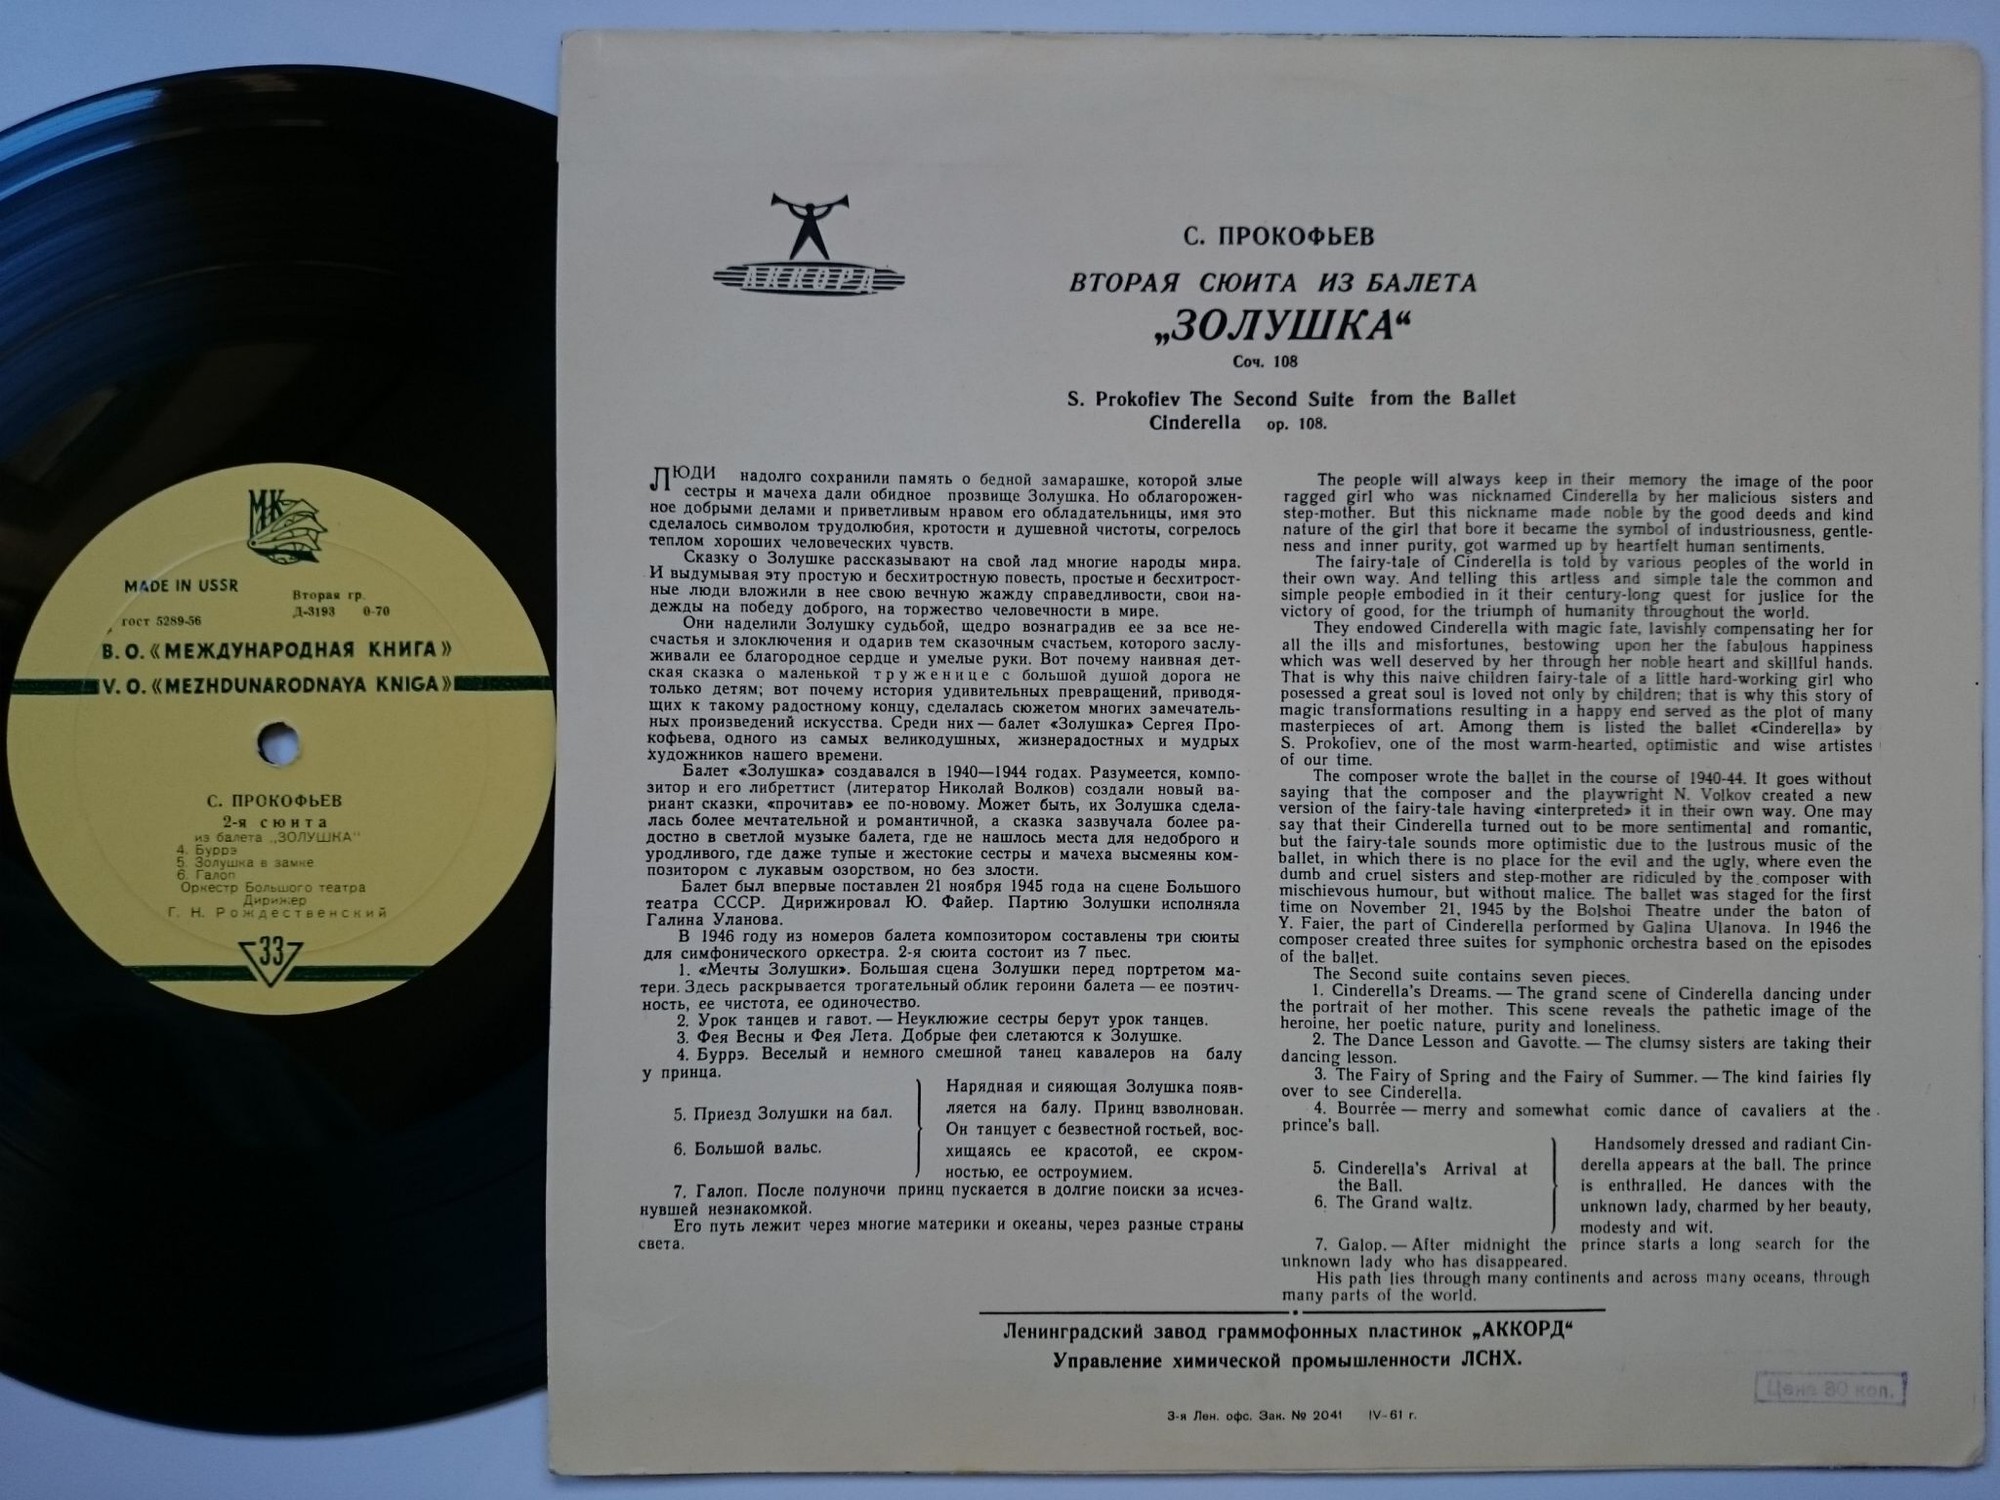 МК
MADE IN USSR
Вторая гр.
Д-3193 0-70
гост 5289-56
В. О. «МЕЖДУНАРОДНАЯ КНИГА»
V. O. «MEZHDUNARODNAYA KNIGA»
С. ПРОКОФЬЕВ
2-я сюита
из балета „ЗОЛУШКА"
4. Буррэ
5. Золушка в замке
6. Галоп
Оркестр Большого театра
Дирижер
Г. Н. Рождественский
33
АККОРД
С. ПРОКОФЬЕВ
ВТОРАЯ СЮИТА ИЗ БАЛЕТА
„ЗОЛУШКА“
Соч. 108
S. Prokofiev The Second Suite from the Ballet
Cinderella op. 108.
ЛЮДИ надолго сохранили память о бедной замарашке, которой злые
сестры и мачеха дали обидное прозвище Золушка. Но облагорожен-
ное добрыми делами и приветливым нравом его обладательницы, имя это
сделалось символом трудолюбия, кротости и душевной чистоты, согрелось
теплом хороших человеческих чувств.
Сказку о Золушке рассказывают на свой лад многие народы мира.
И выдумывая эту простую и бесхитростную повесть, простые и бесхитрост-
ные люди вложили в нее свою вечную жажду справедливости, свои на-
дежды на победу доброго, на торжество человечности в мире.
Они наделили Золушку судьбой, щедро вознаградив ее за все не-
счастья и злоключения и одарив тем сказочным счастьем, которого заслу-
живали ее благородное сердце и умелые руки. Вот почему наивная дет-
ская сказка о маленькой труженице с большой душой дорога не
только детям; вот почему история удивительных превращений, приводя-
щих к такому радостному концу, сделалась сюжетом многих замечатель-
ных произведений искусства. Среди них — балет «Золушка» Сергея Про-
кофьева, одного из самых великодушных, жизнерадостных и мудрых
художников нашего времени.
Балет «Золушка» создавался в 1940—1944 годах. Разумеется, компо-
зитор и его либреттист (литератор Николай Волков) создали новый ва-
риант сказки, «прочитав» ее по-новому. Может быть, их Золушка сдела-
лась более мечтательной и романтичной, а сказка зазвучала более ра-
достно в светлой музыке балета, где не нашлось места для недоброго и
уродливого, где даже тупые и жестокие сестры и мачеха высмеяны ком-
позитором с лукавым озорством, но без злости.
Балет был впервые поставлен 21 ноября 1945 года на сцене Большого
театра СССР. Дирижировал Ю. Файер. Партию Золушки исполняла
Галина Уланова.
В 1946 году из номеров балета композитором составлены три сюиты
для симфонического оркестра. 2-я сюита состоит из 7 пьес.
1. «Мечты Золушки». Большая сцена Золушки перед портретом ма-
тери. Здесь раскрывается трогательный облик героини балета — ее поэтич-
ность, ее чистота, ее одиночество.
2. Урок танцев и гавот. — Неуклюжие сестры берут урок танцев.
3. Фея Весны и Фея Лета. Добрые феи слетаются к Золушке.
4. Буррэ. Веселый и немного смешной танец кавалеров на балу
у принца.
5. Приезд Золушки на бал.
6. Большой вальс.
Нарядная и сияющая Золушка появ-
ляется на балу. Принц взволнован.
Он танцует с безвестной гостьей, вос-
хищаясь ее красотой, ее скром-
ностью, ее остроумием.
7. Галоп. После полуночи принц пускается в долгие поиски за исчез-
нувшей незнакомкой.
Его путь лежит через многие материки и океаны, через разные страны
света.
The people will always keep in their memory the image of the poor
ragged girl who was nicknamed Cinderella by her malicious sisters and
step-mother. But this nickname made noble by the good deeds and kind
nature of the girl that bore it became the symbol of industriousness, gentle-
ness and inner purity, got warmed up by heartfelt human sentiments.
The fairy-tale of Cinderella is told by various peoples of the world in
their own way. And telling this artless and simple tale the common and
simple people embodied in it their century-long quest for juslice for the
victory of good, for the triumph of humanity throughout the world.
They endowed Cinderella with magic fate, lavishly compensating her for
all the ills and misfortunes, bestowing upon her the fabulous happiness
which was well deserved by her through her noble heart and skillful hands.
That is why this naive children fairy-tale of a little hard-working girl who
posessed a great soul is loved not only by children; that is why this story of
magic transformations resulting in a happy end served as the plot of many
masterpieces of art. Among them is listed the ballet «Cinderella» by
S. Prokofiev, one of the most warm-hearted, optimistic and wise artistes
of our time.
The composer wrote the ballet in the course of 1940-44. It goes without
saying that the composer and the playwright N. Volkov created a new
version of the fairy-tale having «interpreted» it in their own way. One may
say that their Cinderella turned out to be more sentimental and romantic,
but the fairy-tale sounds more optimistic due to the lustrous music of the
ballet, in which there is no place for the evil and the ugly, where even the
dumb and cruel sisters and step-mother are ridiculed by the composer with
mischievous humour, but without malice. The ballet was staged for the first
time on November 21, 1945 by the Bolshoi Theatre under the baton of
Y. Faier, the part of Cinderella performed by Galina Ulanova. In 1946 the
composer created three suites for symphonic orchestra based on the episodes
of the ballet.
The Second suite contains seven pieces.
1. Cinderella's Dreams. — The grand scene of Cinderella dancing under
the portrait of her mother. This scene reveals the pathetic image of the
heroine, her poetic nature, purity and loneliness.
2. The Dance Lesson and Gavotte. — The clumsy sisters are taking their
dancing lesson.
3. The Fairy of Spring and the Fairy of Summer. — The kind fairies fly
over to see Cinderella.
4. Bourrée — merry and somewhat comic dance of cavaliers at the
prince's ball.
5. Cinderella's Arrival at
the Ball.
6. The Grand waltz.
Handsomely dressed and radiant Cin-
derella appears at the ball. The prince
is enthralled. He dances with the
unknown lady, charmed by her beauty,
modesty and wit.
7. Galop. — After midnight the prince starts a long search for the
unknown lady who has disappeared.
His path lies through many continents and across many oceans, through
many parts of the world.
Ленинградский завод граммофонных пластинок „АККОРД“
Управление химической промышленности ЛСНХ.
Цена 80 коп.
3-я Лен. офс. Зак. № 2041 IV-61 г.